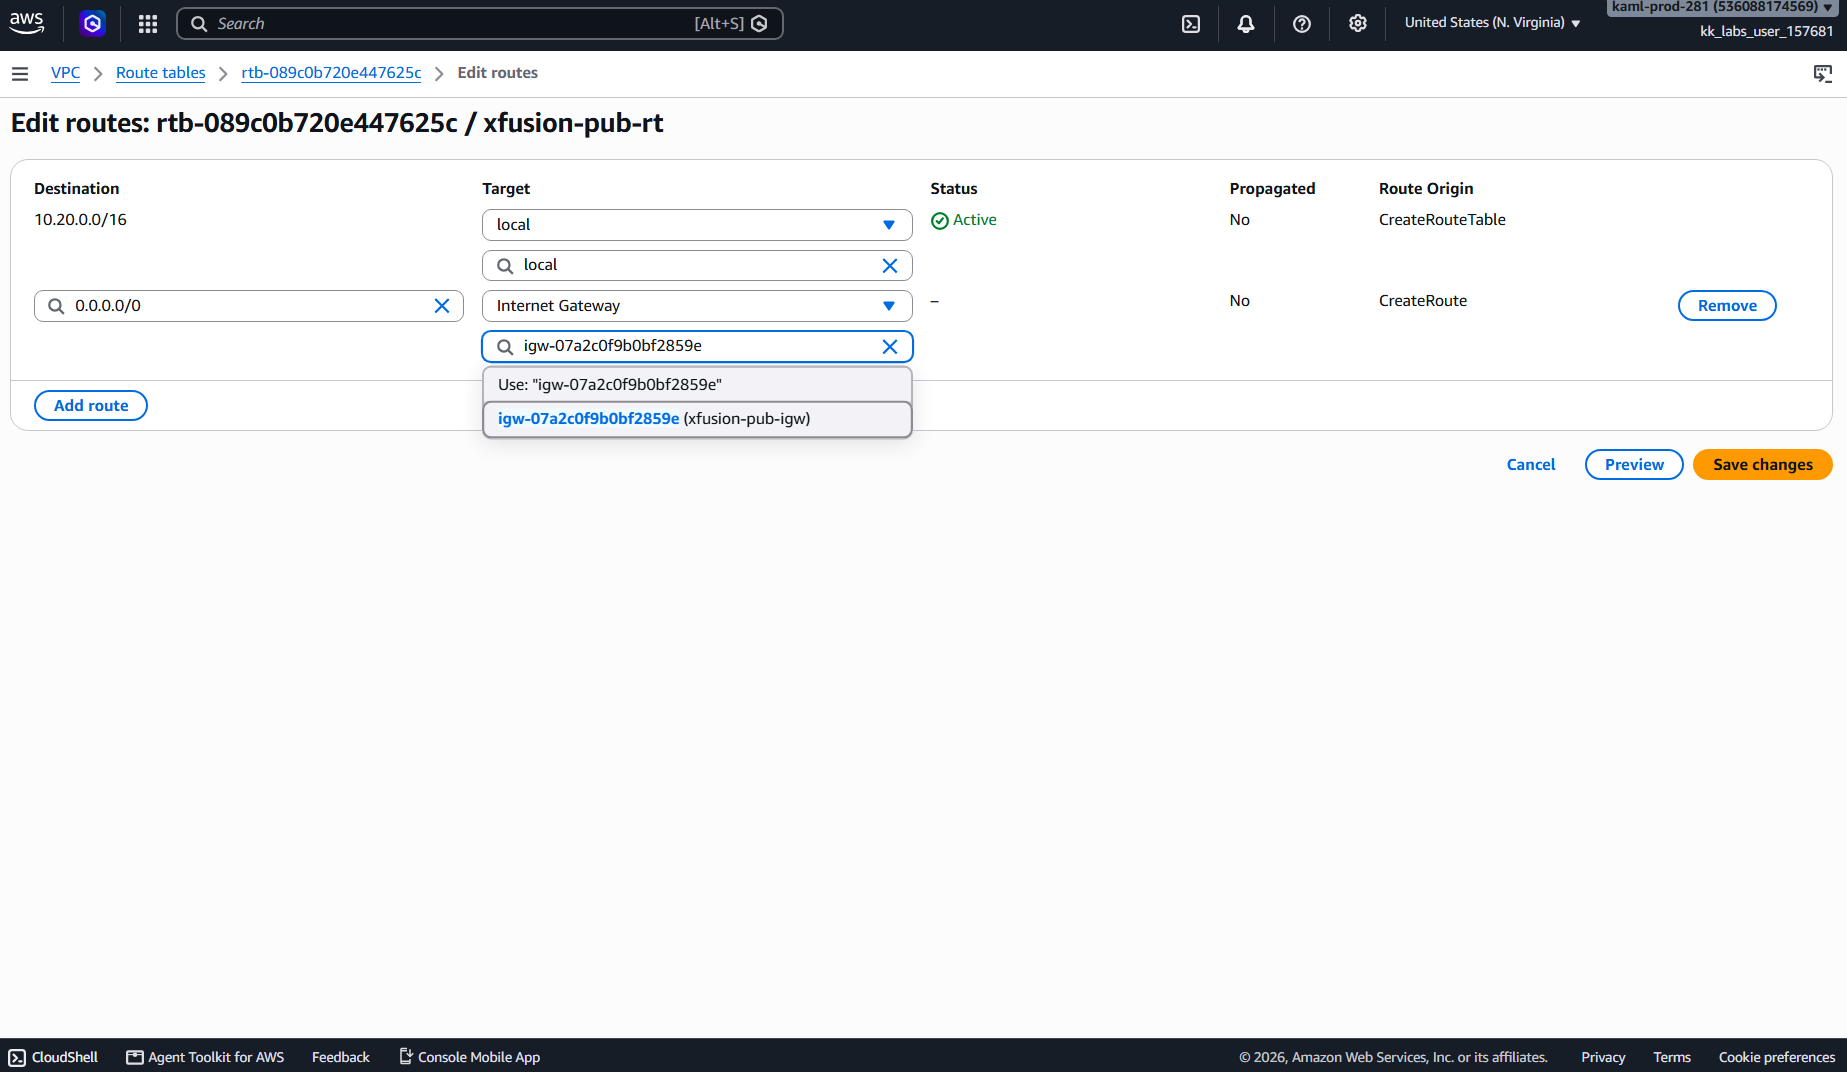 aws
Search [Alt+S]
United States (N. Virginia)
kaml-prod-281 (536088174569)
kk_labs_user_157681
VPC Route tables rtb-089c0b720e447625c Edit routes
Edit routes: rtb-089c0b720e447625c / xfusion-pub-rt
Destination Target Status Propagated Route Origin
10.20.0.0/16 local Active No CreateRouteTable
local
0.0.0.0/0 Internet Gateway – No CreateRoute Remove
igw-07a2c0f9b0bf2859e
Use: "igw-07a2c0f9b0bf2859e"
igw-07a2c0f9b0bf2859e (xfusion-pub-igw)
Add route
Cancel Preview Save changes
CloudShell Agent Toolkit for AWS Feedback Console Mobile App © 2026, Amazon Web Services, Inc. or its affiliates. Privacy Terms Cookie preferences